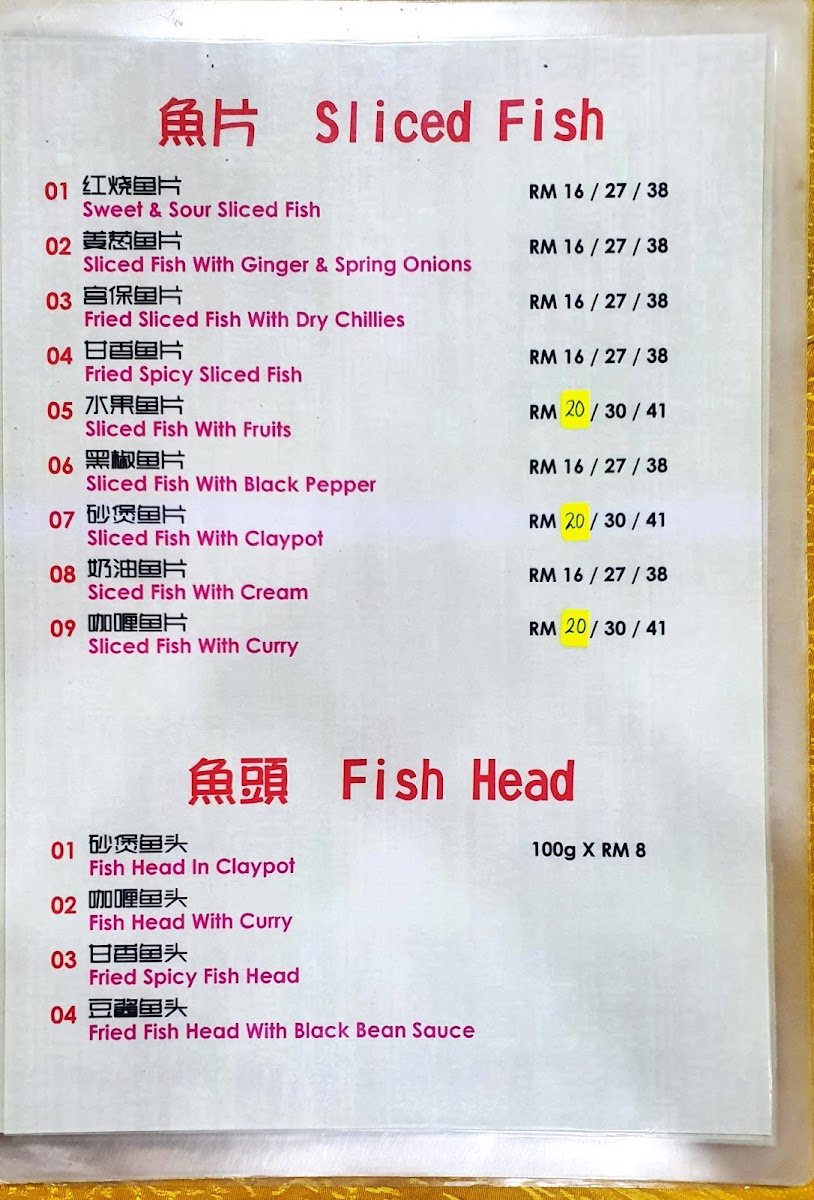 魚片 Sliced Fish
01 红烧鱼片 RM 16 / 27 / 38
Sweet & Sour Sliced Fish
02 姜葱鱼片 RM 16 / 27 / 38
Sliced Fish With Ginger & Spring Onions
03 宫保鱼片 RM 16 / 27 / 38
Fried Sliced Fish With Dry Chillies
04 甘香鱼片 RM 16 / 27 / 38
Fried Spicy Sliced Fish
05 水果鱼片 RM 20 / 30 / 41
Sliced Fish With Fruits
06 黑椒鱼片 RM 16 / 27 / 38
Sliced Fish With Black Pepper
07 砂煲鱼片 RM 20 / 30 / 41
Sliced Fish With Claypot
08 奶油鱼片 RM 16 / 27 / 38
Siced Fish With Cream
09 咖喱鱼片 RM 20 / 30 / 41
Sliced Fish With Curry
魚頭 Fish Head
01 砂煲鱼头 100g X RM 8
Fish Head In Claypot
02 咖喱鱼头
Fish Head With Curry
03 甘香鱼头
Fried Spicy Fish Head
04 豆酱鱼头
Fried Fish Head With Black Bean Sauce